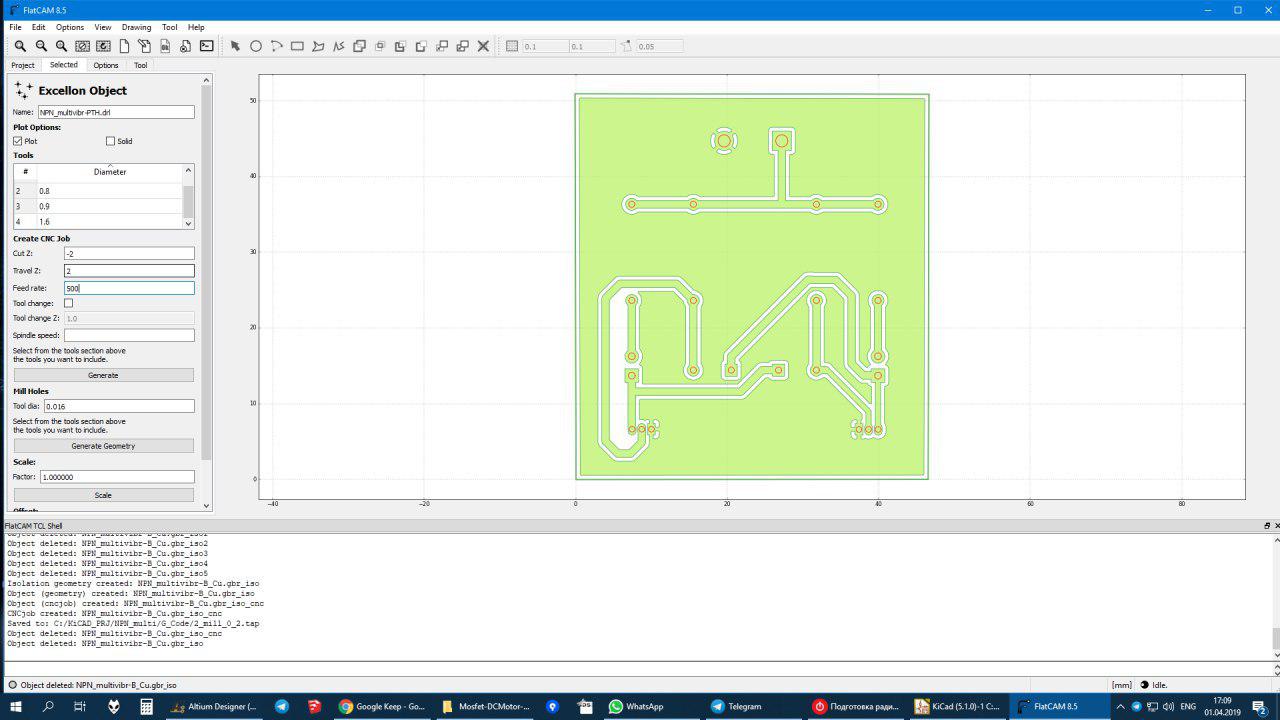 FlatCAM 8.5
File Edit Options View Drawing Tool Help
0.1 0.1 0.05
Project Selected Options Tool
Excellon Object
Name: NPN_multivibr-PTH.drl
Plot Options:
Plot Solid
Tools
# Diameter
2 0.8
3 0.9
4 1.6
Create CNC Job
Cut Z: -2
Travel Z: 2
Feed rate: 500
Tool change:
Tool change Z: 1.0
Spindle speed:
Select from the tools section above
the tools you want to include.
Generate
Mill Holes
Tool dia: 0.016
Select from the tools section above
the tools you want to include.
Generate Geometry
Scale:
Factor: 1.000000
Scale
Offset:
50
40
30
20
10
0
−40 −20 0 20 40 60 80
FlatCAM TCL Shell
Object deleted: NPN_multivibr-B_Cu.gbr_iso1
Object deleted: NPN_multivibr-B_Cu.gbr_iso2
Object deleted: NPN_multivibr-B_Cu.gbr_iso3
Object deleted: NPN_multivibr-B_Cu.gbr_iso4
Object deleted: NPN_multivibr-B_Cu.gbr_iso5
Isolation geometry created: NPN_multivibr-B_Cu.gbr_iso
Object (geometry) created: NPN_multivibr-B_Cu.gbr_iso
Object (cncjob) created: NPN_multivibr-B_Cu.gbr_iso_cnc
CNCjob created: NPN_multivibr-B_Cu.gbr_iso_cnc
Saved to: C:/KiCAD_PRJ/NPN_multi/G_Code/2_mill_0_2.tap
Object deleted: NPN_multivibr-B_Cu.gbr_iso_cnc
Object deleted: NPN_multivibr-B_Cu.gbr_iso
Object deleted: NPN_multivibr-B_Cu.gbr_iso [mm] Idle.
Altium Designer (... Google Keep - Go... Mosfet-DCMotor-... WhatsApp Telegram Подготовка ради... KiCad (5.1.0)-1 C:... FlatCAM 8.5 ENG 17:09
01.04.2019 2